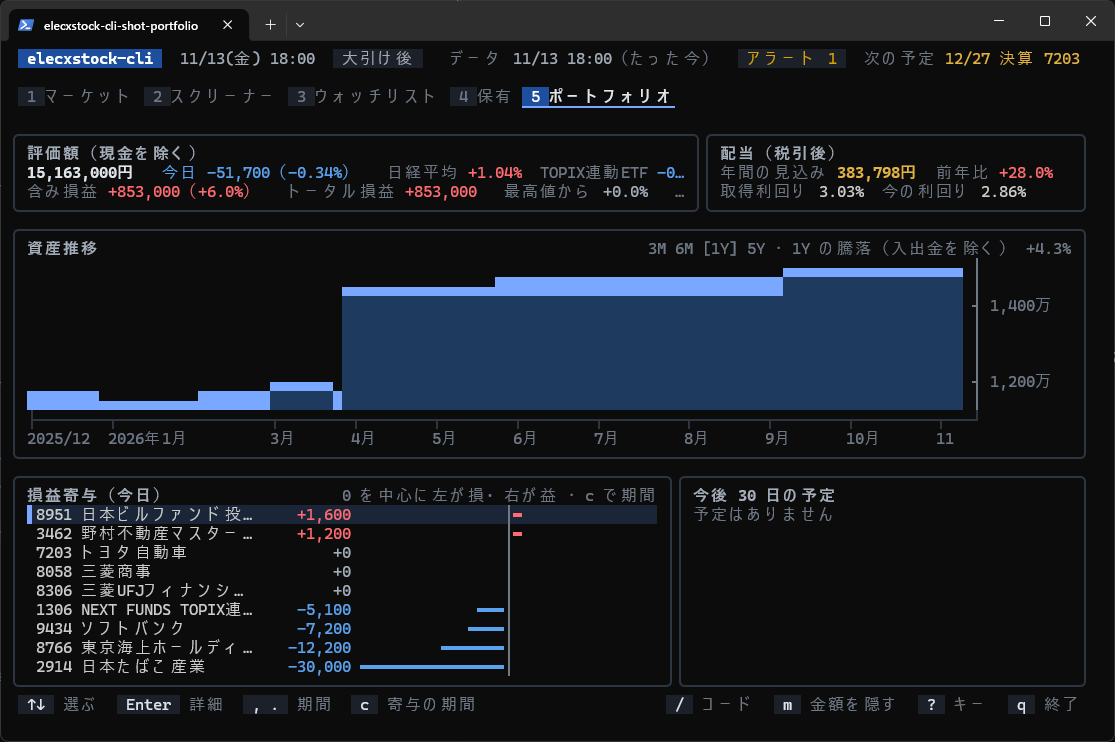 elecxstock-cli-shot-portfolio
elecxstock-cli 11/13(金) 18:00 大引け後 データ 11/13 18:00 (たった今) アラート 1 次の予定 12/27 決算 7203
1 マーケット 2 スクリーナー 3 ウォッチリスト 4 保有 5 ポートフォリオ
評価額 (現金を除く)
15,163,000円 今日 -51,700 (-0.34%) 日経平均 +1.04% TOPIX連動ETF -0…
含み損益 +853,000 (+6.0%) トータル損益 +853,000 最高値から +0.0% …
配当 (税引後)
年間の見込み 383,798円 前年比 +28.0%
取得利回り 3.03% 今の利回り 2.86%
資産推移 3M 6M [1Y] 5Y · 1Y の騰落 (入出金を除く) +4.3%
1,400万
1,200万
2025/12 2026年1月 3月 4月 5月 6月 7月 8月 9月 10月 11
損益寄与 (今日) 0 を中心に左が損・右が益 · c で期間
8951 日本ビルファンド投… +1,600
3462 野村不動産マスター… +1,200
7203 トヨタ自動車 +0
8058 三菱商事 +0
8306 三菱UFJフィナンシ… +0
1306 NEXT FUNDS TOPIX連… -5,100
9434 ソフトバンク -7,200
8766 東京海上ホールディ… -12,200
2914 日本たばこ産業 -30,000
今後 30 日の予定
予定はありません
↑↓ 選ぶ Enter 詳細 , . 期間 c 寄与の期間 / コード m 金額を隠す ? キー q 終了